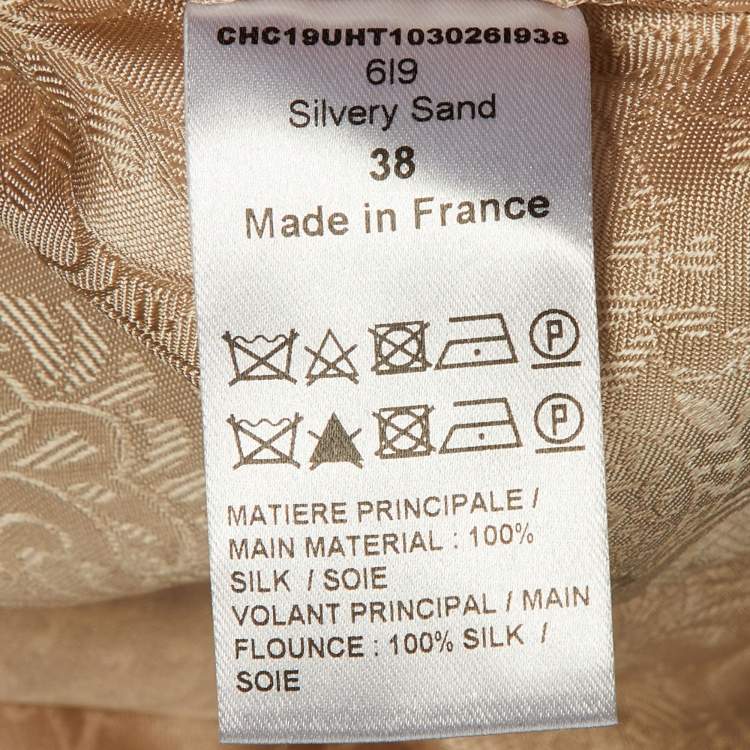 CHC19UHT103026I938
6I9
Silvery Sand
38
Made in France
P
P
MATIERE PRINCIPALE /
MAIN MATERIAL : 100%
SILK / SOIE
VOLANT PRINCIPAL / MAIN
FLOUNCE : 100% SILK /
SOIE